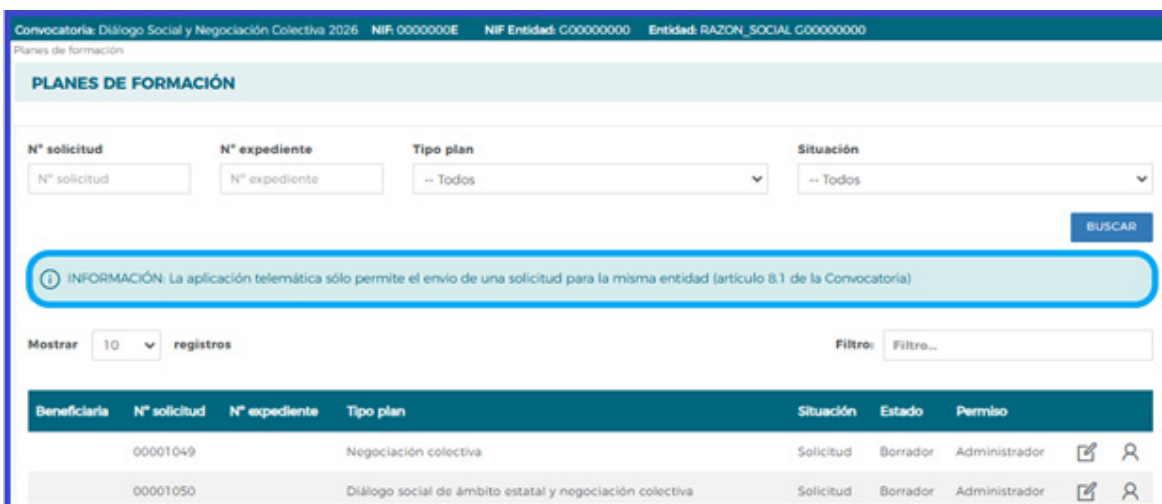 Convocatoria: Diálogo Social y Negociación Colectiva 2026 NIF: 0000000E NIF Entidad: G00000000 Entidad: RAZON_SOCIAL G00000000
Planes de formación
PLANES DE FORMACIÓN
Nº solicitud Nº expediente Tipo plan Situación
Nº solicitud Nº expediente -- Todos -- Todos
BUSCAR
INFORMACIÓN: La aplicación telemática sólo permite el envío de una solicitud para la misma entidad (artículo 8.1 de la Convocatoria)
Mostrar 10 registros Filtro: Filtro...
Beneficiaria Nº solicitud Nº expediente Tipo plan Situación Estado Permiso
00001049 Negociación colectiva Solicitud Borrador Administrador
00001050 Diálogo social de ámbito estatal y negociación colectiva Solicitud Borrador Administrador